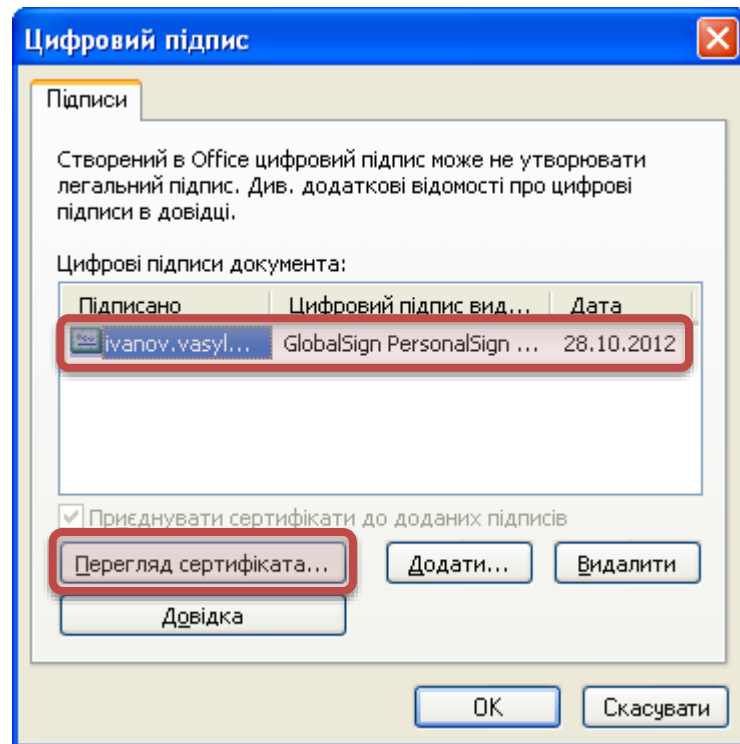 Цифровий підпис
Підписи
Створений в Office цифровий підпис може не утворювати
легальний підпис. Див. додаткові відомості про цифрові
підписи в довідці.
Цифрові підписи документа:
Підписано Цифровий підпис вид... Дата
ivanov.vasyl... GlobalSign PersonalSign ... 28.10.2012
Приєднувати сертифікати до доданих підписів
Перегляд сертифіката... Додати... Видалити
Довідка
OK Скасувати